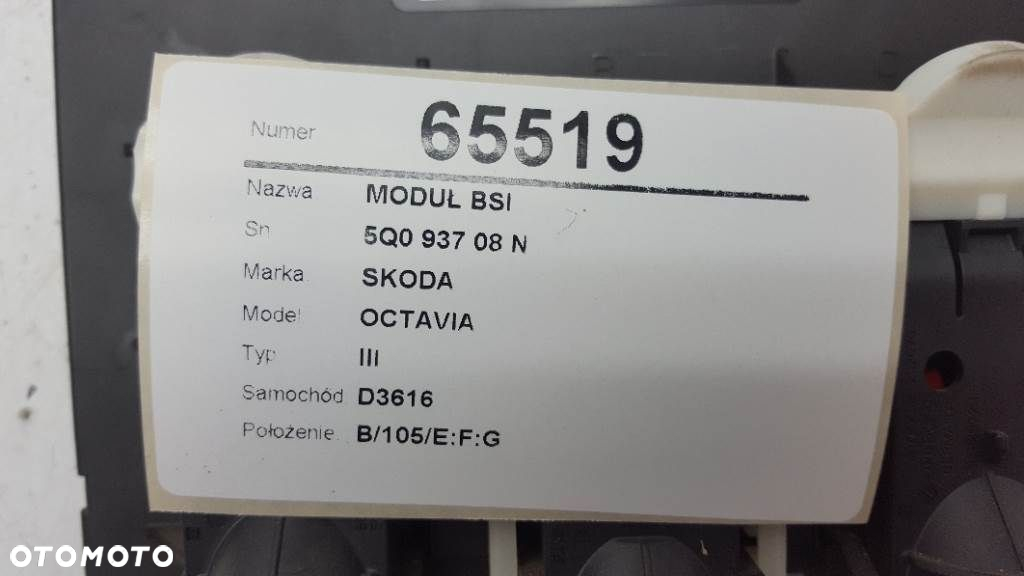 Numer 65519
Nazwa MODUŁ BSI
Sn 5Q0 937 08 N
Marka SKODA
Model OCTAVIA
Typ III
Samochód D3616
Położenie B/105/E:F:G
OTOMOTO